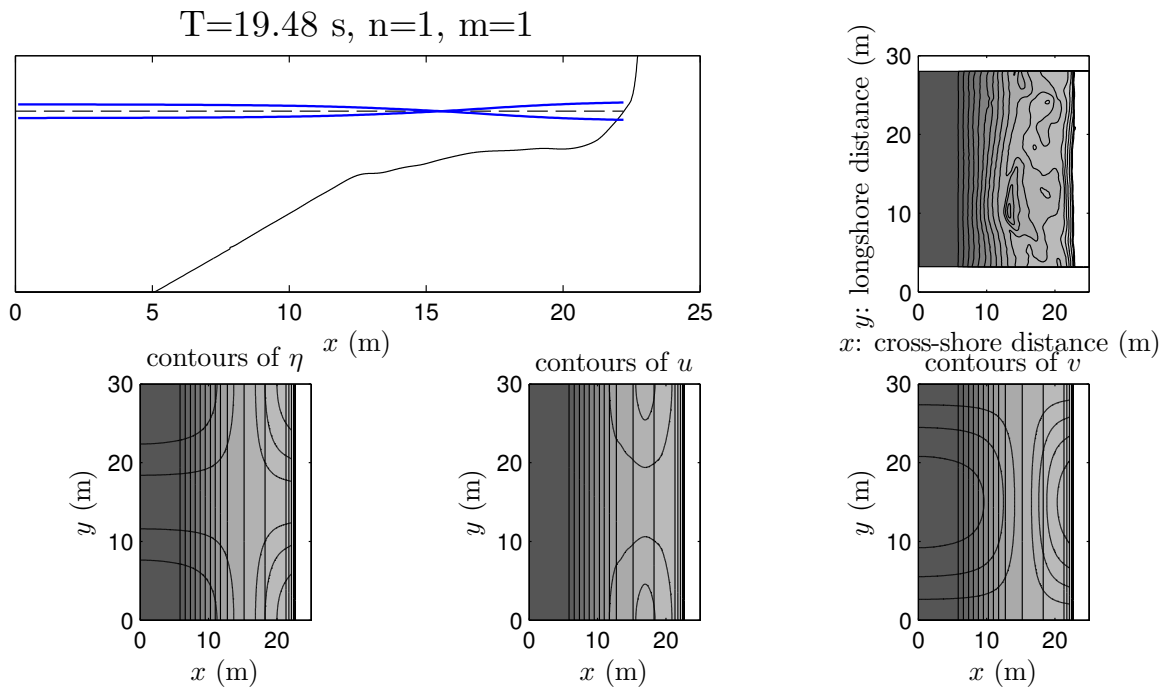 T=19.48 s, n=1, m=1
0 5 10 15 20 25
x (m)
30
20
10
0
y: longshore distance (m)
0 10 20
x: cross-shore distance (m)
contours of η
30
20
10
0
y (m)
0 10 20
x (m)
contours of u
30
20
10
0
y (m)
0 10 20
x (m)
contours of v
30
20
10
0
y (m)
0 10 20
x (m)